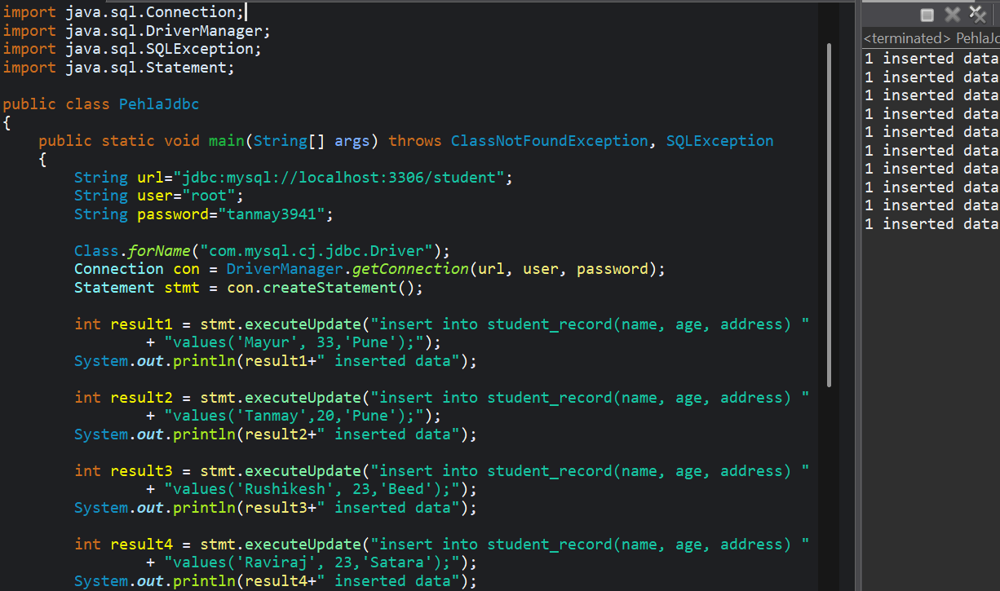 import java.sql.Connection;
import java.sql.DriverManager;
import java.sql.SQLException;
import java.sql.Statement;
public class PehlaJdbc
{
public static void main(String[] args) throws ClassNotFoundException, SQLException
{
String url="jdbc:mysql://localhost:3306/student";
String user="root";
String password="tanmay3941";
Class.forName("com.mysql.cj.jdbc.Driver");
Connection con = DriverManager.getConnection(url, user, password);
Statement stmt = con.createStatement();
int result1 = stmt.executeUpdate("insert into student_record(name, age, address) "
+ "values('Mayur', 33,'Pune');");
System.out.println(result1+" inserted data");
int result2 = stmt.executeUpdate("insert into student_record(name, age, address) "
+ "values('Tanmay',20,'Pune');");
System.out.println(result2+" inserted data");
int result3 = stmt.executeUpdate("insert into student_record(name, age, address) "
+ "values('Rushikesh', 23,'Beed');");
System.out.println(result3+" inserted data");
int result4 = stmt.executeUpdate("insert into student_record(name, age, address) "
+ "values('Raviraj', 23,'Satara');");
System.out.println(result4+" inserted data");
<terminated> PehlaJd
1 inserted data
1 inserted data
1 inserted data
1 inserted data
1 inserted data
1 inserted data
1 inserted data
1 inserted data
1 inserted data
1 inserted data